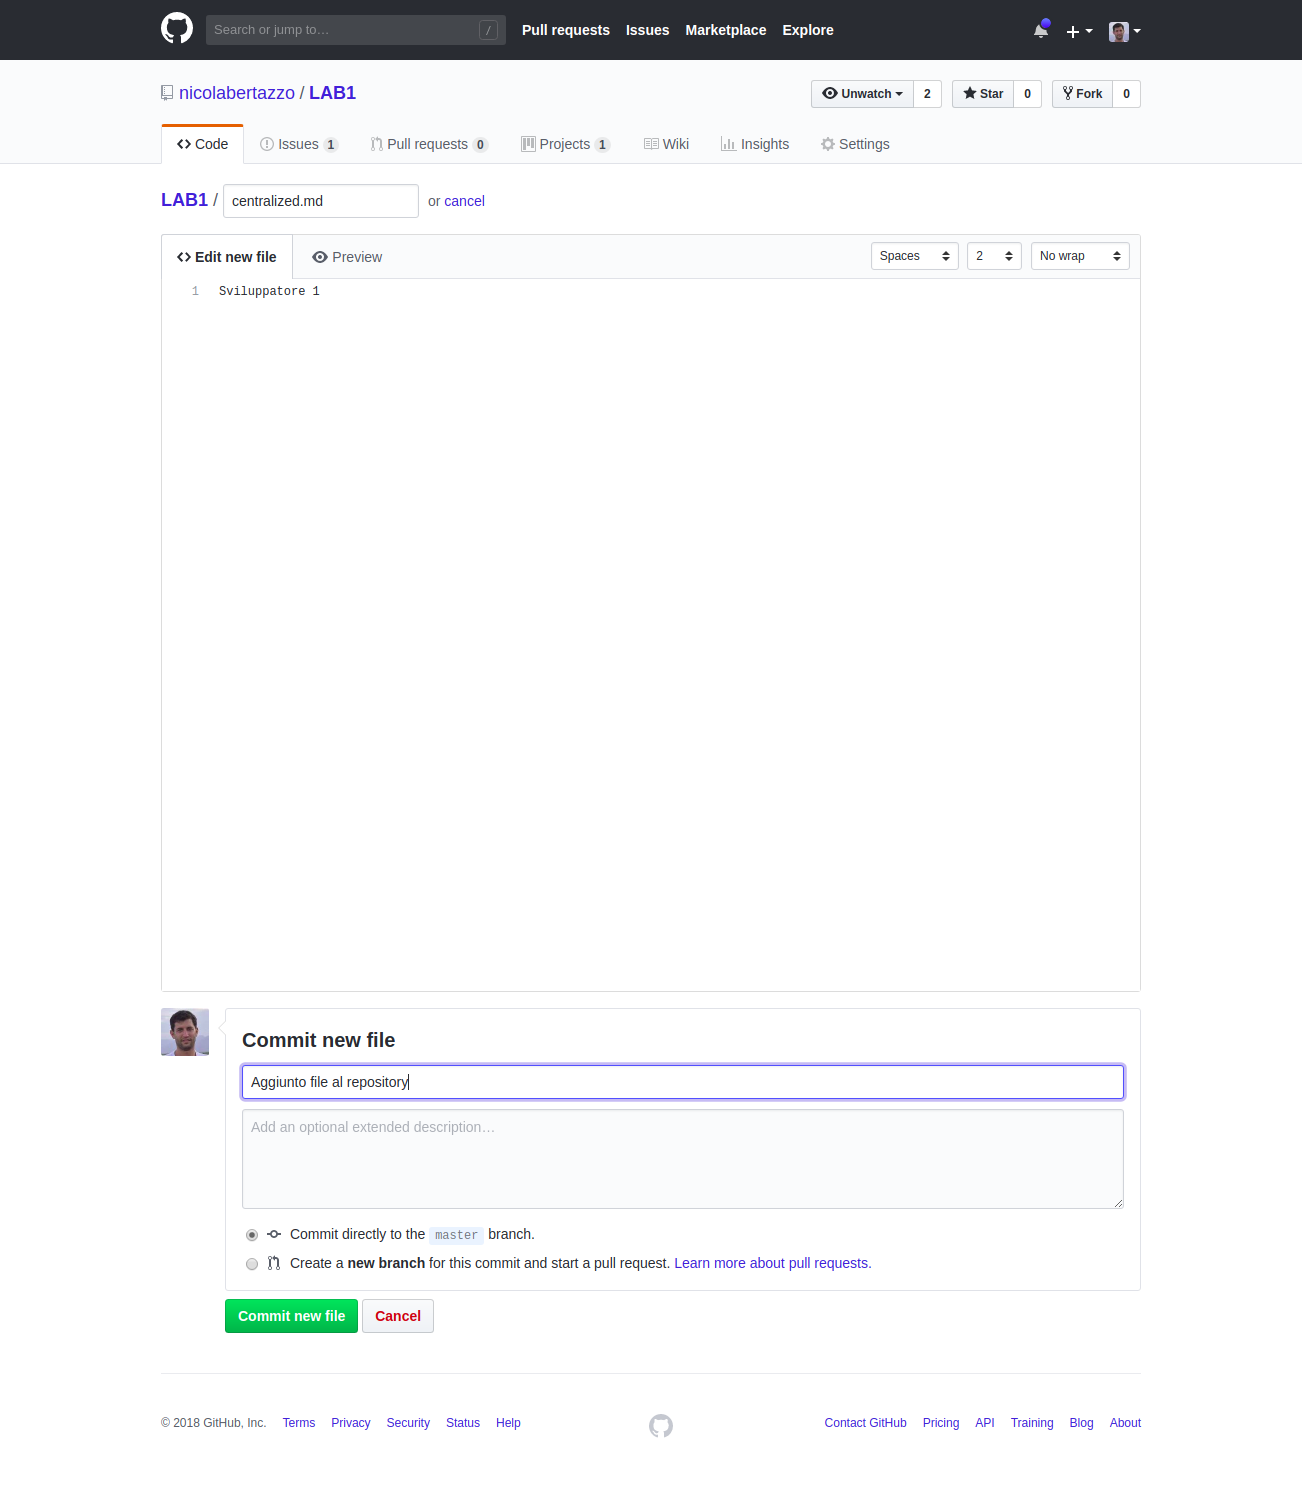 Search or jump to… / Pull requests Issues Marketplace Explore
nicolabertazzo / LAB1 Unwatch 2 Star 0 Fork 0
Code Issues 1 Pull requests 0 Projects 1 Wiki Insights Settings
LAB1 / centralized.md or cancel
Edit new file Preview Spaces 2 No wrap
1 Sviluppatore 1
Commit new file
Aggiunto file al repository
Add an optional extended description…
Commit directly to the master branch.
Create a new branch for this commit and start a pull request. Learn more about pull requests.
Commit new file Cancel
© 2018 GitHub, Inc. Terms Privacy Security Status Help Contact GitHub Pricing API Training Blog About